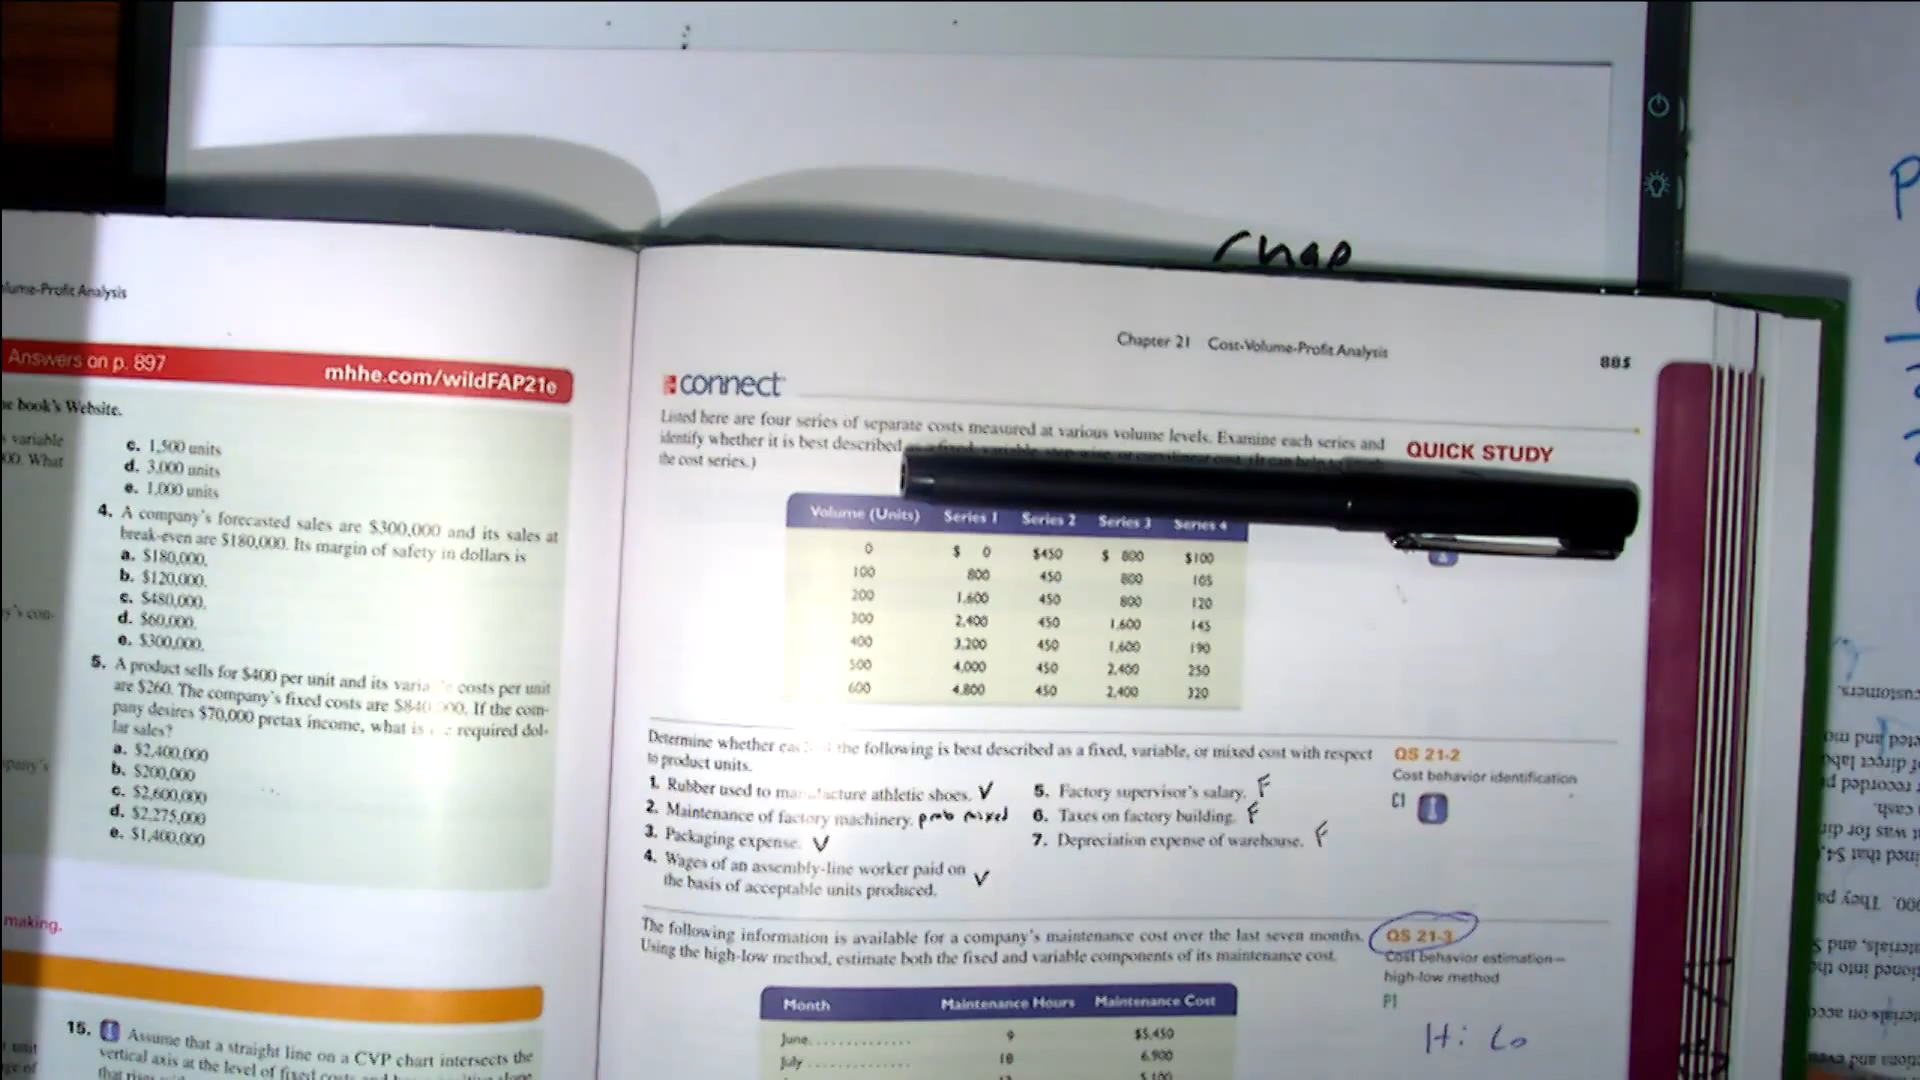 Chap
lume-Profit Analysis
Answers on p. 897
mhhe.com/wildFAP21e
book's Website.
variable
What
c. 1,500 units
d. 3,000 units
e. 1,000 units
4. A company's forecasted sales are $300,000 and its sales at
break-even are $180,000. Its margin of safety in dollars is
a. $180,000.
b. $120,000.
c. $480,000.
d. $60,000.
e. $300,000.
5. A product sells for $400 per unit and its costs per unit
are $260. The company's fixed costs are If the com-
pany desires $70,000 pretax income, what is required dol-
lar sales?
a. $2,400,000
b. $200,000
c. $2,600,000
d. $2,275,000
e. $1,400,000
making.
15. Assume that a straight line on a CVP chart intersects the
vertical axis at the level of fixed costs
Chapter 21 Cost-Volume-Profit Analysis
885
connect
Listed here are four series of separate costs measured at various volume levels. Examine each series and
identify whether it is best described
the cost series.)
QUICK STUDY
Volume (Units) Series 1 Series 2 Series 3 Series 4
0 $ 0 $450 $ 800 $100
100 800 450 800 105
200 1,600 450 800 120
300 2,400 450 1,600 145
400 3,200 450 1,600 190
500 4,000 450 2,400 250
600 4,800 450 2,400 320
Determine whether the following is best described as a fixed, variable, or mixed cost with respect
to product units.
QS 21-2
Cost behavior identification
C1
1. Rubber used to manufacture athletic shoes. V
2. Maintenance of factory machinery. prob mixed
3. Packaging expense. V
4. Wages of an assembly-line worker paid on
the basis of acceptable units produced. V
5. Factory supervisor's salary. F
6. Taxes on factory building. F
7. Depreciation expense of warehouse. F
The following information is available for a company's maintenance cost over the last seven months.
Using the high-low method, estimate both the fixed and variable components of its maintenance cost.
QS 21-3
Cost behavior estimation—
high-low method
P1
Hi Lo
Month Maintenance Hours Maintenance Cost
June 9 $5,450
July 18 6,900
5,100
customers.
cash.